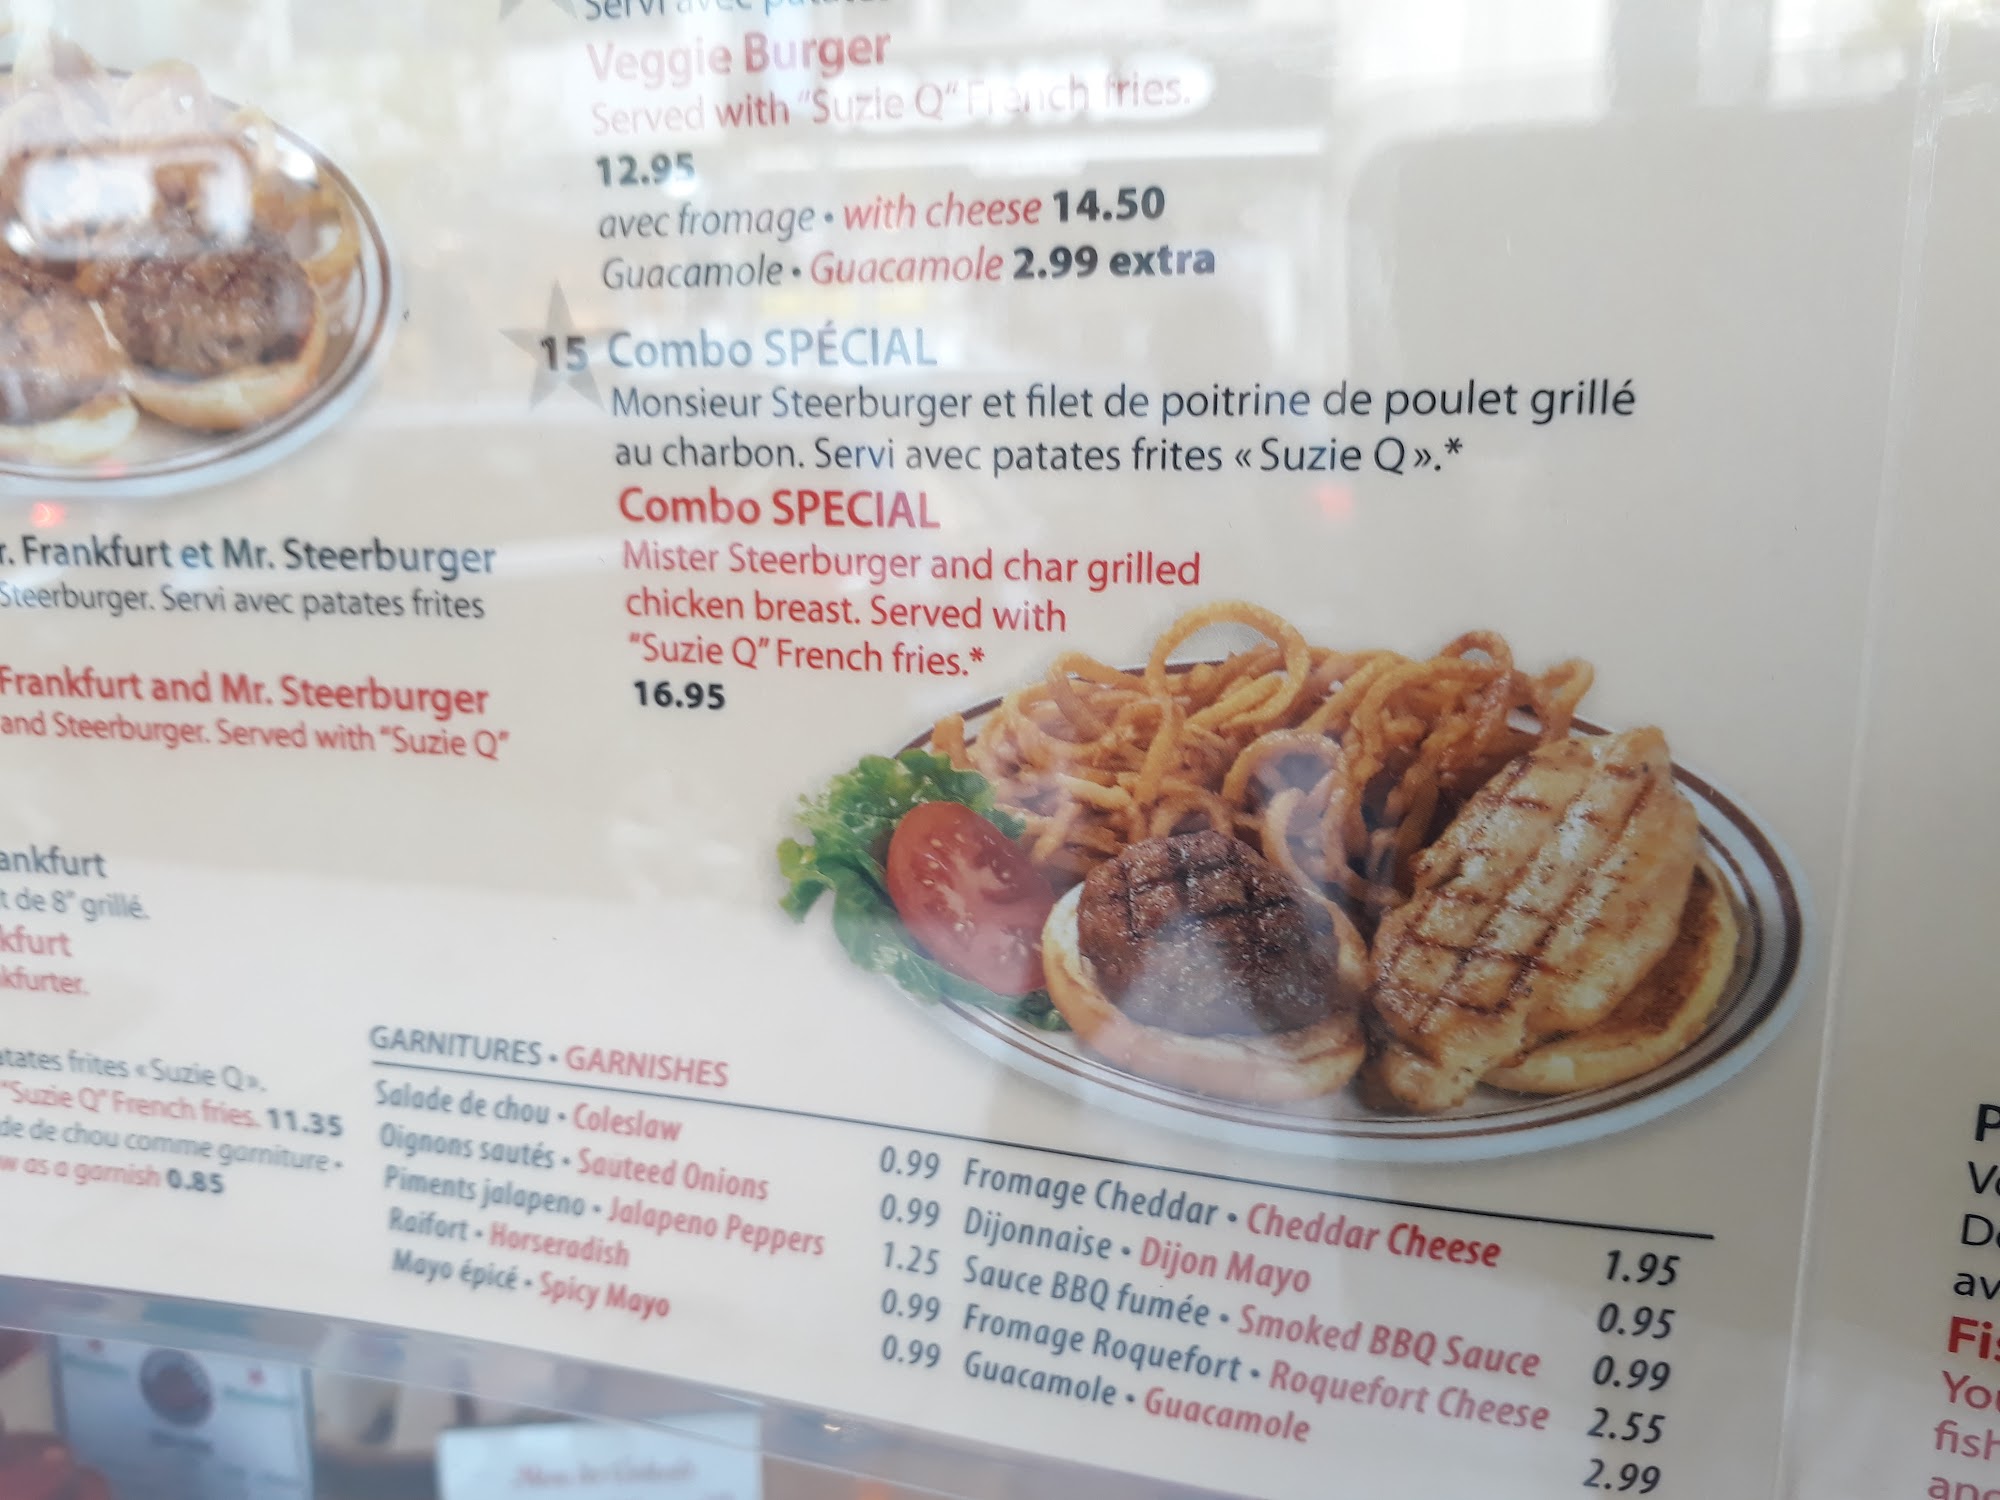 Servi avec
Veggie Burger
Served with "Suzie Q" French fries.
12.95
avec fromage • with cheese 14.50
Guacamole • Guacamole 2.99 extra
15 Combo SPÉCIAL
Monsieur Steerburger et filet de poitrine de poulet grillé
au charbon. Servi avec patates frites « Suzie Q ».*
Combo SPECIAL
Mister Steerburger and char grilled
chicken breast. Served with
"Suzie Q" French fries.*
16.95
r. Frankfurt et Mr. Steerburger
Steerburger. Servi avec patates frites
Frankfurt and Mr. Steerburger
and Steerburger. Served with "Suzie Q"
ankfurt
t de 8" grillé.
kfurt
kfurter.
tates frites « Suzie Q ».
"Suzie Q" French fries. 11.35
de de chou comme garniture •
w as a garnish 0.85
GARNITURES • GARNISHES
Salade de chou • Coleslaw 0.99
Oignons sautés • Sauteed Onions 0.99
Piments jalapeno • Jalapeno Peppers 1.25
Raifort • Horseradish 0.99
Mayo épicé • Spicy Mayo 0.99
Fromage Cheddar • Cheddar Cheese 1.95
Dijonnaise • Dijon Mayo 0.95
Sauce BBQ fumée • Smoked BBQ Sauce 0.99
Fromage Roquefort • Roquefort Cheese 2.55
Guacamole • Guacamole 2.99
P
V
D
av
Fis
You
fish
and